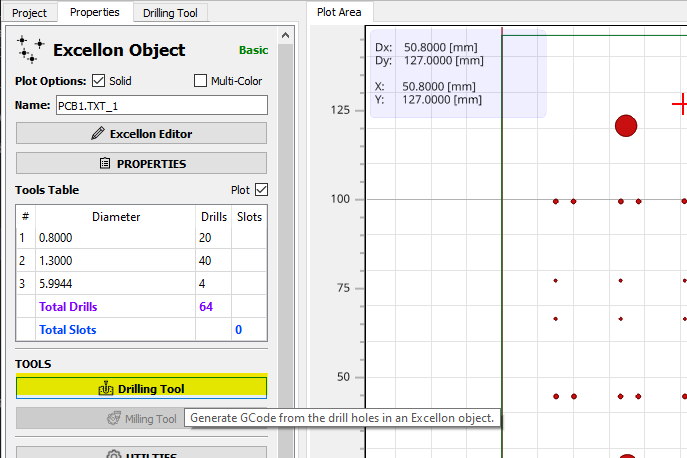 Project Properties Drilling Tool
Excellon Object Basic
Plot Options: Solid Multi-Color
Name: PCB1.TXT_1
Excellon Editor
PROPERTIES
Tools Table Plot
# Diameter Drills Slots
1 0.8000 20
2 1.3000 40
3 5.9944 4
Total Drills 64
Total Slots 0
TOOLS
Drilling Tool
Milling Tool
Generate GCode from the drill holes in an Excellon object.
UTILITIES
Plot Area
Dx: 50.8000 [mm]
Dy: 127.0000 [mm]
X: 50.8000 [mm]
Y: 127.0000 [mm]
125
100
75
50